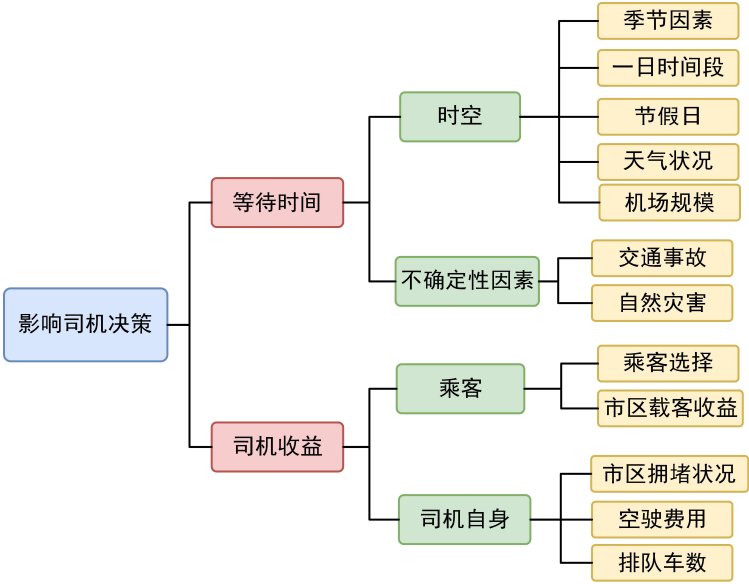 季节因素
一日时间段
时空
节假日
天气状况
等待时间
机场规模
交通事故
不确定性因素
自然灾害
影响司机决策
乘客选择
乘客
市区载客收益
司机收益
市区拥堵状况
司机自身
空驶费用
排队车数